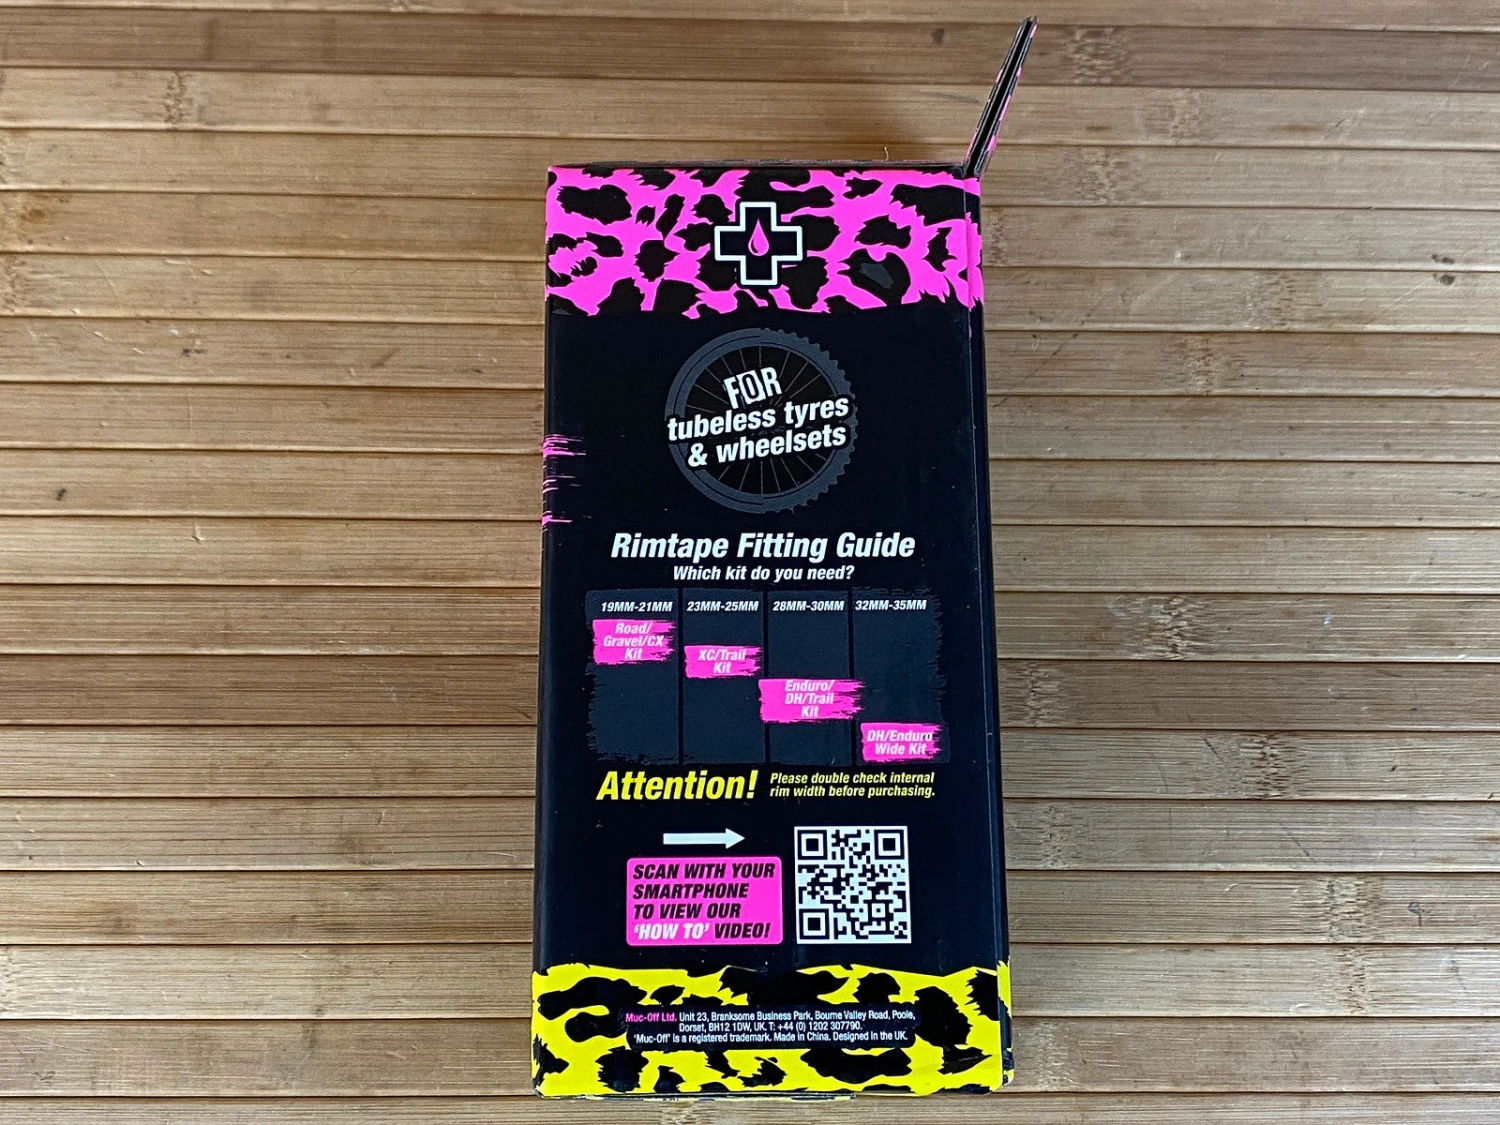 FOR
tubeless tyres
& wheelsets
Rimtape Fitting Guide
Which kit do you need?
19MM-21MM 23MM-25MM 28MM-30MM 32MM-35MM
Road/
Gravel/CX
Kit
XC/Trail
Kit
Enduro/
DH/Trail
Kit
DH/Enduro
Wide Kit
Attention! Please double check internal
rim width before purchasing.
SCAN WITH YOUR
SMARTPHONE
TO VIEW OUR
'HOW TO' VIDEO!
Muc-Off Ltd. Unit 23, Branksome Business Park, Bourne Valley Road, Poole,
Dorset, BH12 1DW, UK. T: +44 (0) 1202 307790.
'Muc-Off' is a registered trademark. Made in China. Designed in the UK.